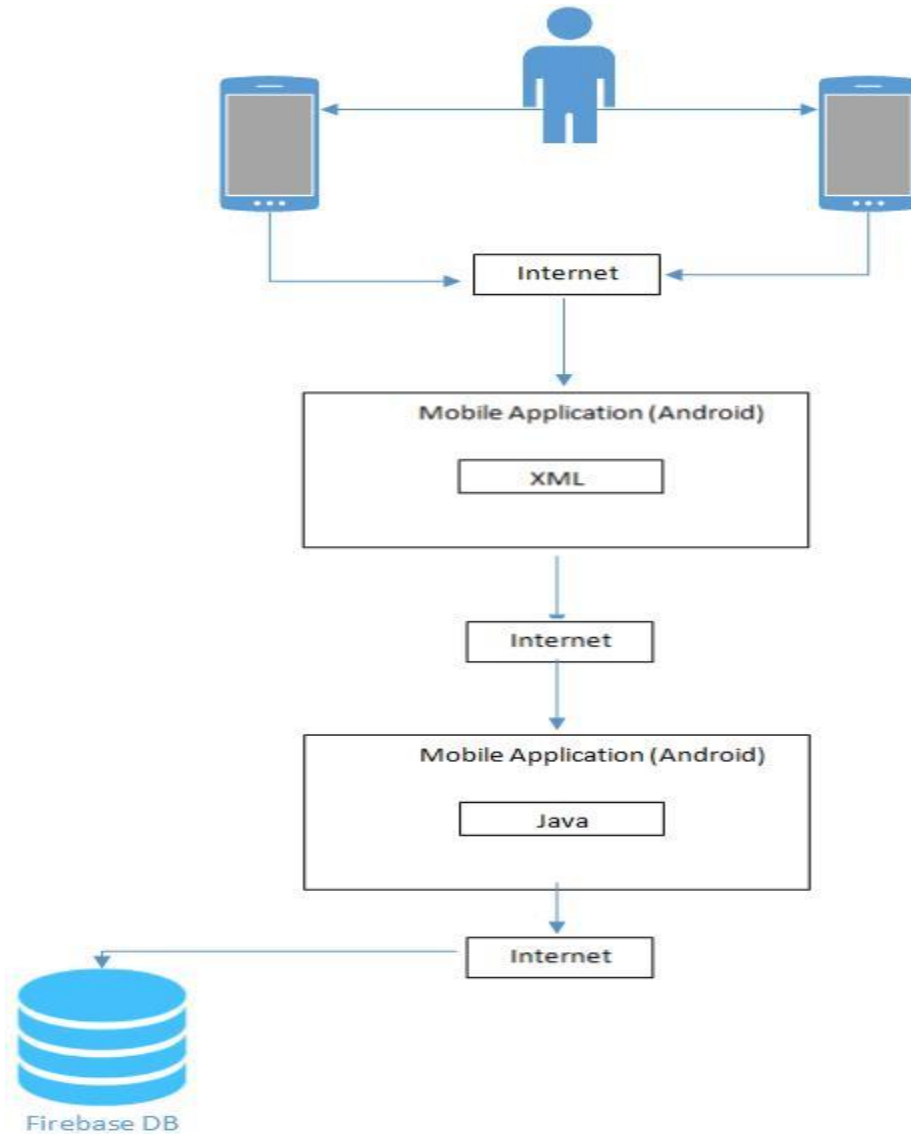 Internet
Mobile Application (Android)
XML
Internet
Mobile Application (Android)
Java
Internet
Firebase DB